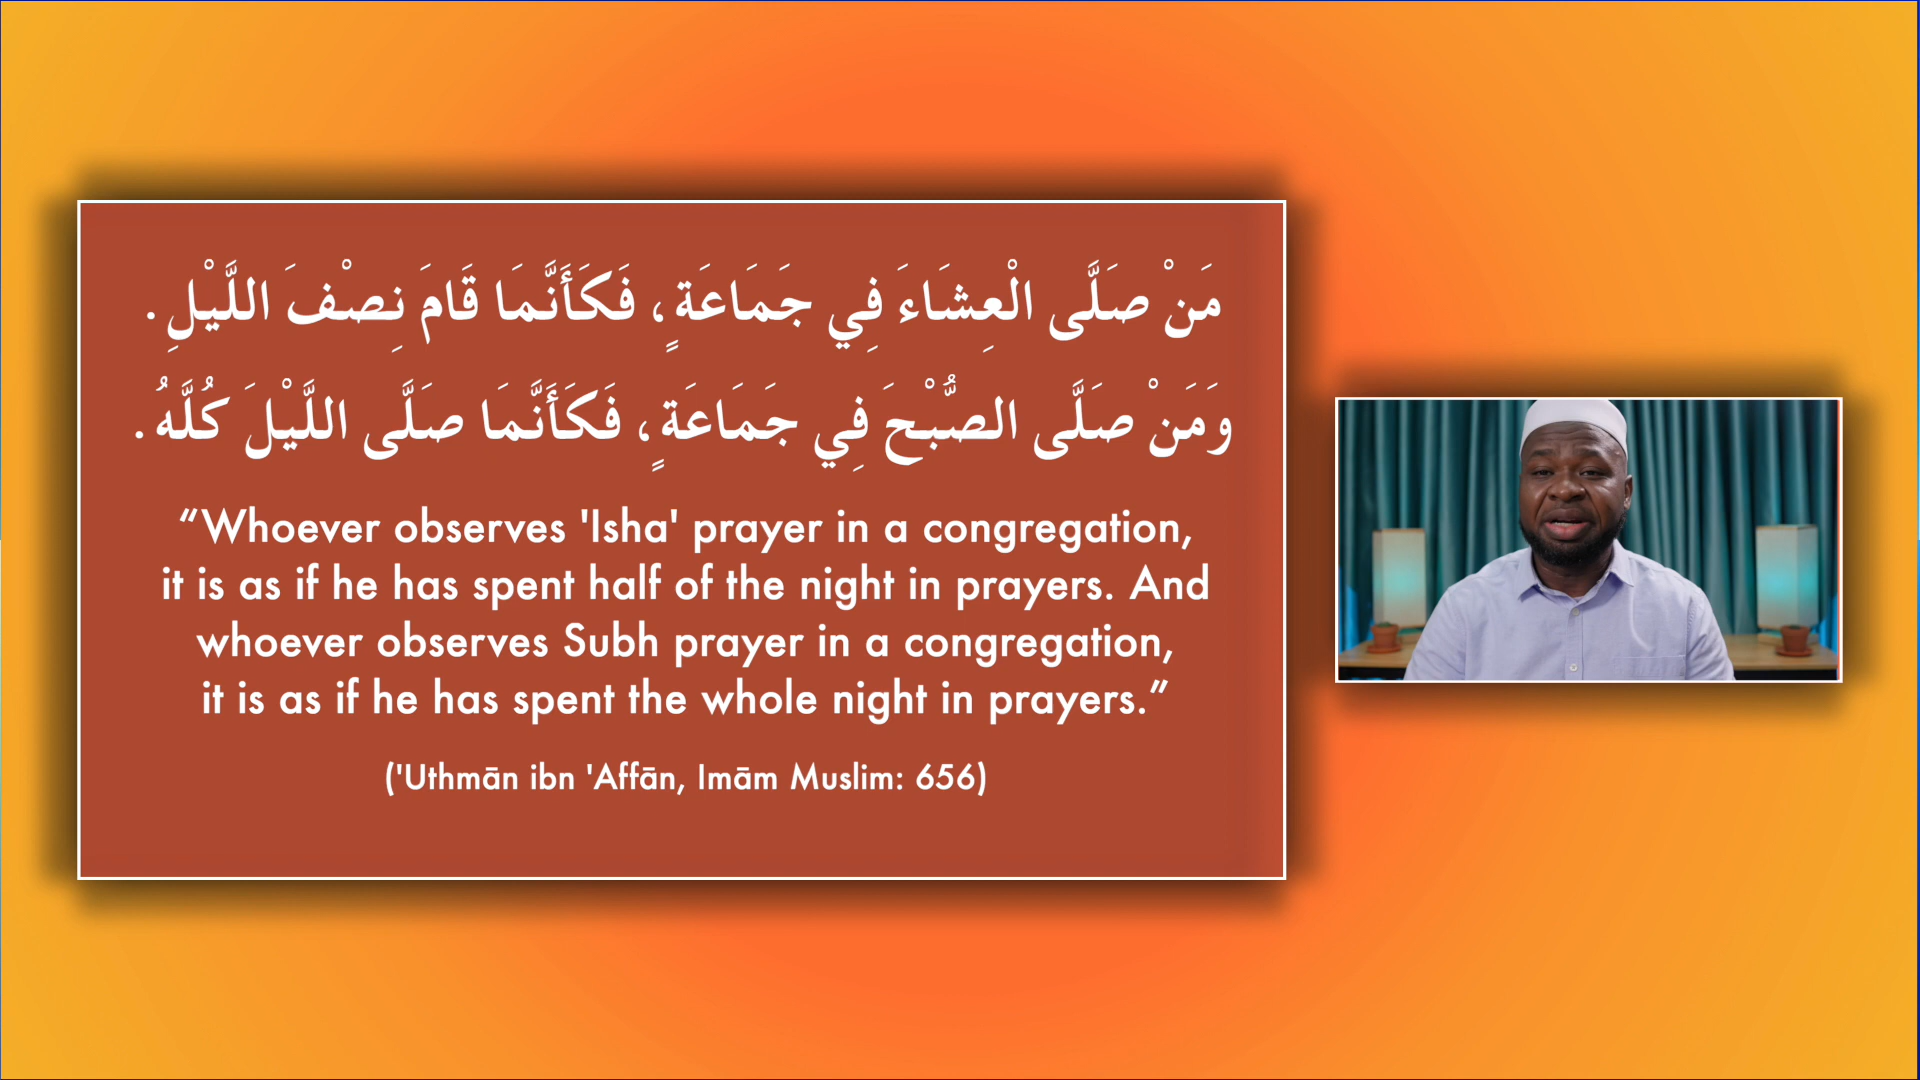 مَنْ صَلَّى الْعِشَاءَ فِي جَمَاعَةٍ، فَكَأَنَّمَا قَامَ نِصْفَ اللَّيْلِ.
وَمَنْ صَلَّى الصُّبْحَ فِي جَمَاعَةٍ، فَكَأَنَّمَا صَلَّى اللَّيْلَ كُلَّهُ.
“Whoever observes 'Isha' prayer in a congregation,
it is as if he has spent half of the night in prayers. And
whoever observes Subh prayer in a congregation,
it is as if he has spent the whole night in prayers.”
('Uthmān ibn 'Affān, Imām Muslim: 656)